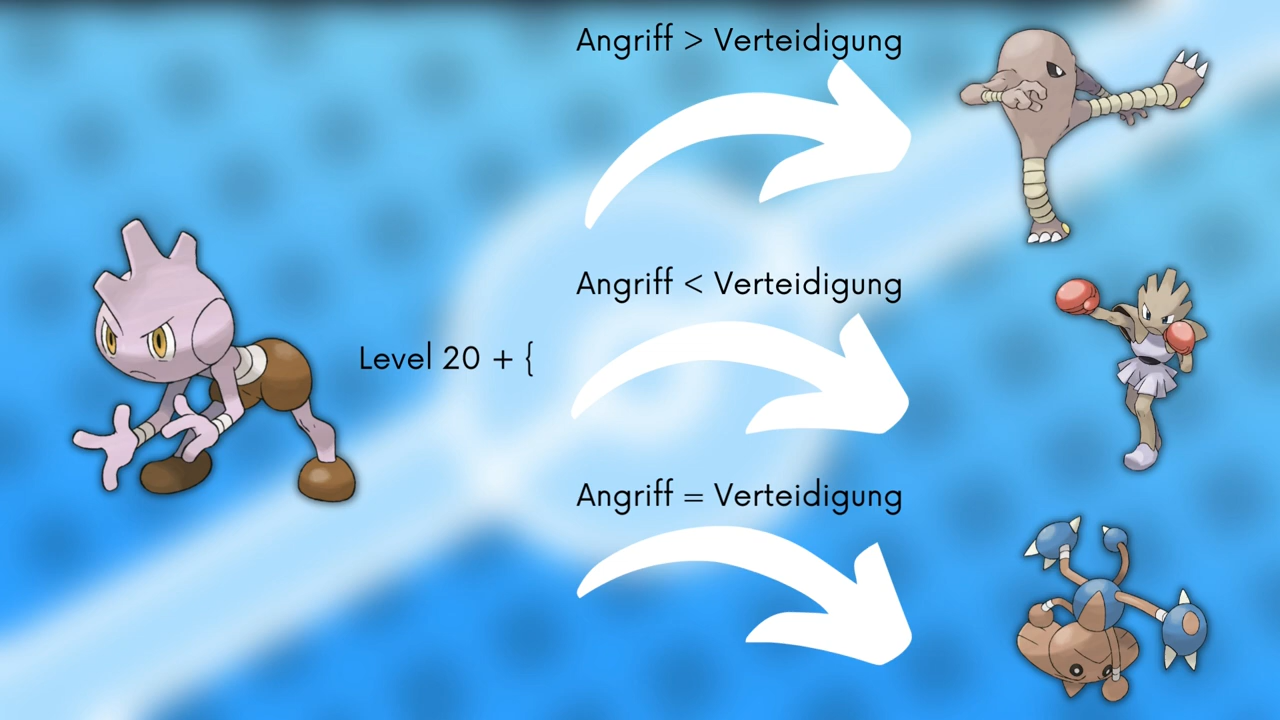 Angriff > Verteidigung
Angriff < Verteidigung
Level 20 + {
Angriff = Verteidigung